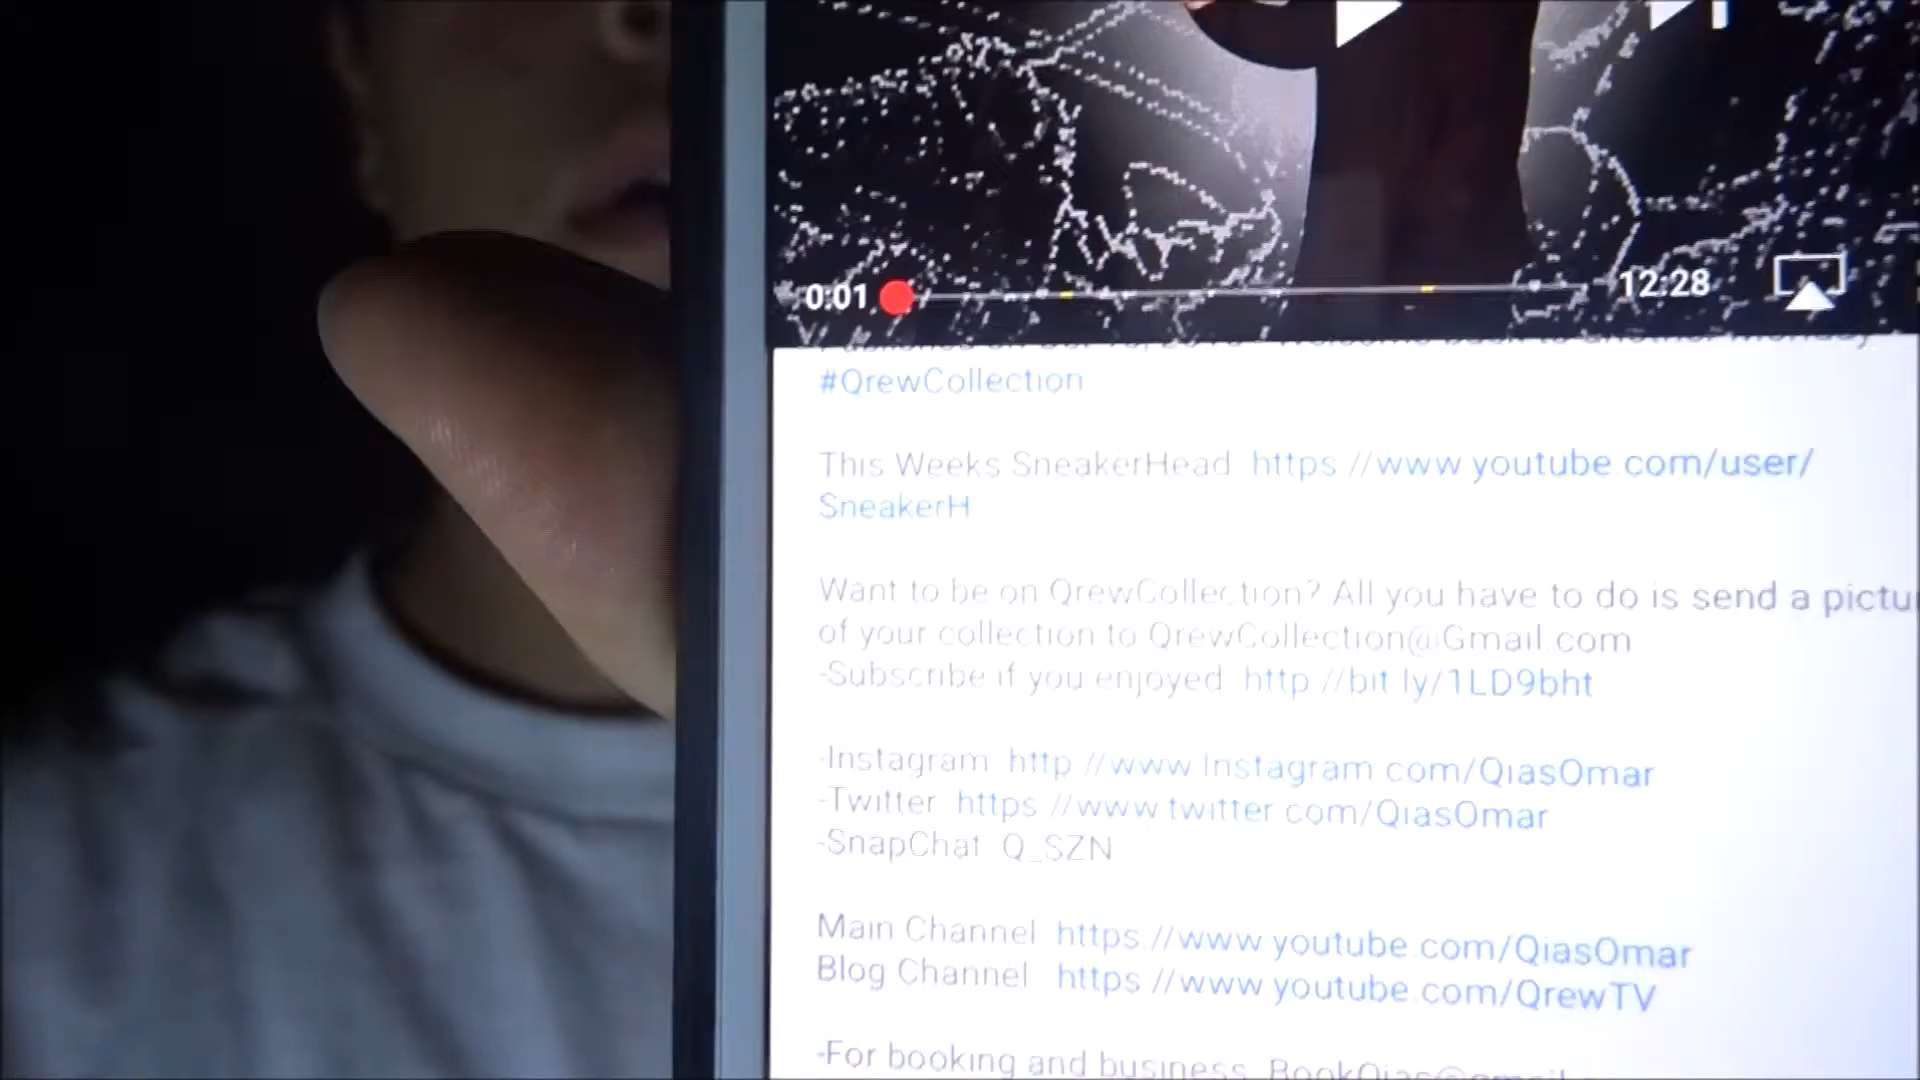 0:01 12:28
#QrewCollection
This Weeks SneakerHead https://www.youtube.com/user/
SneakerH
Want to be on QrewCollection? All you have to do is send a pictu
of your collection to QrewCollection@Gmail.com
-Subscribe if you enjoyed http://bit.ly/1LD9bht
-Instagram http://www.Instagram.com/QiasOmar
-Twitter https://www.twitter.com/QiasOmar
-SnapChat Q_SZN
Main Channel https://www.youtube.com/QiasOmar
Blog Channel https://www.youtube.com/QrewTV
-For booking and business BookQias@gmail